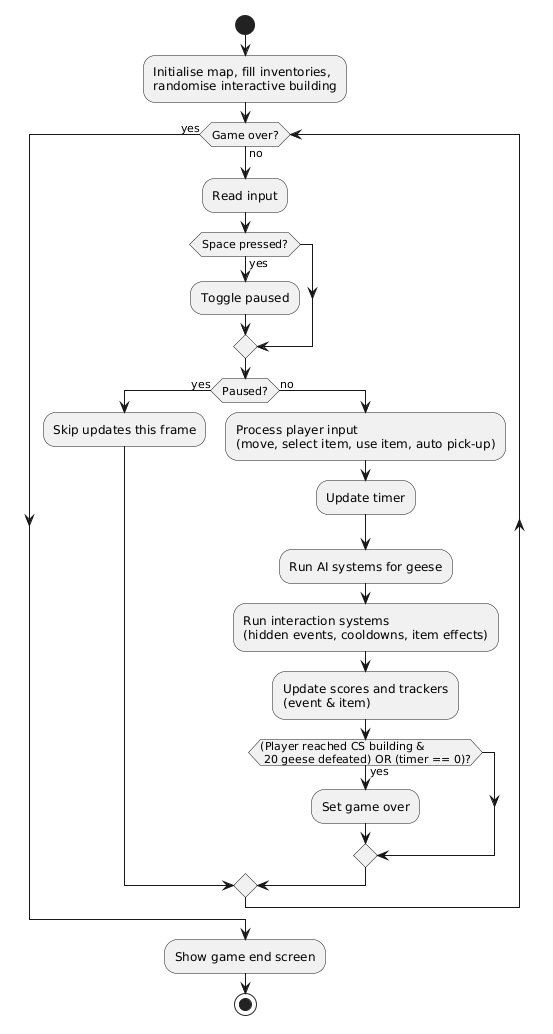 Initialise map, fill inventories,
randomise interactive building
yes
Game over?
no
Read input
Space pressed?
yes
Toggle paused
yes
Paused?
no
Skip updates this frame
Process player input
(move, select item, use item, auto pick-up)
Update timer
Run AI systems for geese
Run interaction systems
(hidden events, cooldowns, item effects)
Update scores and trackers
(event & item)
(Player reached CS building &
20 geese defeated) OR (timer == 0)?
yes
Set game over
Show game end screen